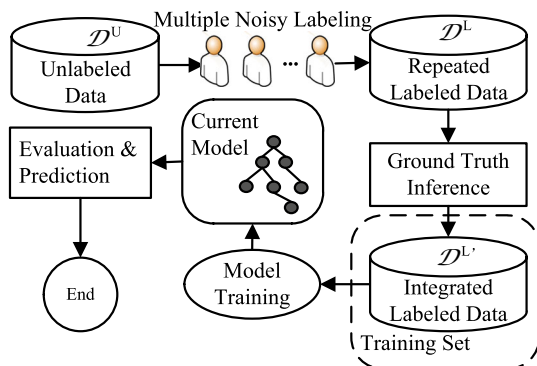 Multiple Noisy Labeling
𝒟ᵁ
Unlabeled
Data
...
𝒟ᴸ
Repeated
Labeled Data
Ground Truth
Inference
𝒟ᴸ’
Integrated
Labeled Data
Training Set
Model
Training
Current
Model
Evaluation &
Prediction
End